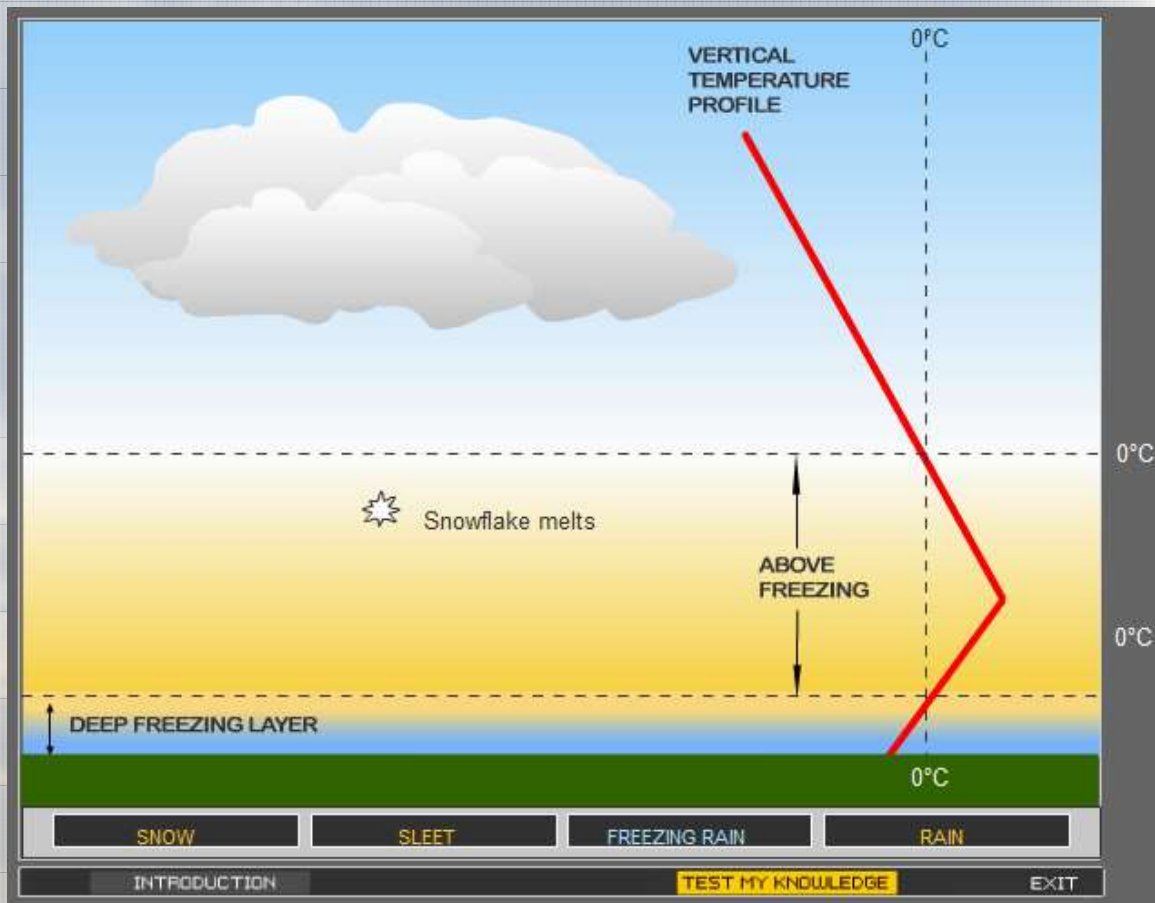 0°C
VERTICAL
TEMPERATURE
PROFILE
0°C
Snowflake melts
ABOVE
FREEZING
0°C
DEEP FREEZING LAYER
0°C
SNOW
SLEET
FREEZING RAIN
RAIN
INTRODUCTION
TEST MY KNOWLEDGE
EXIT